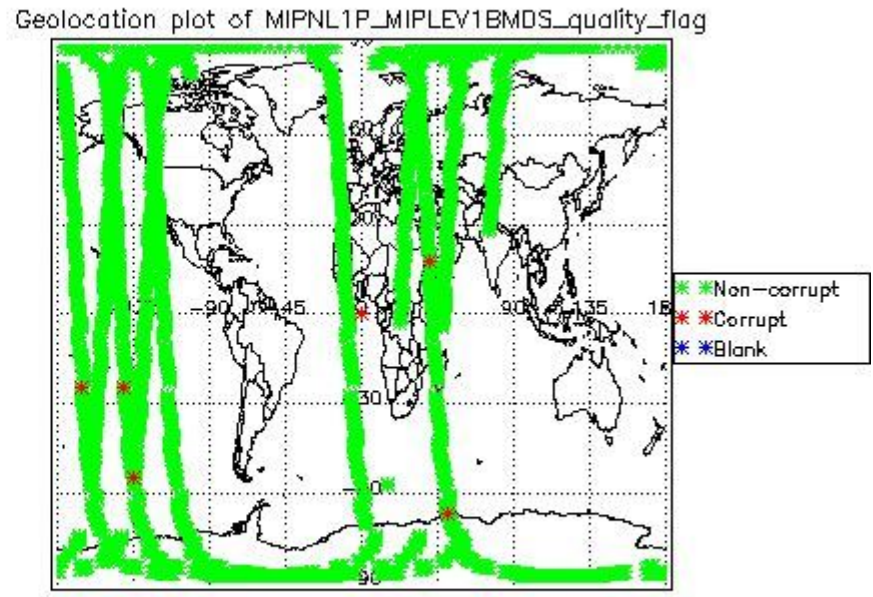 Geolocation plot of MIPNL1P_MIPLEV1BMDS_quality_flag
60
-90
-45
90
135
Non-corrupt
Corrupt
Blank
30
90